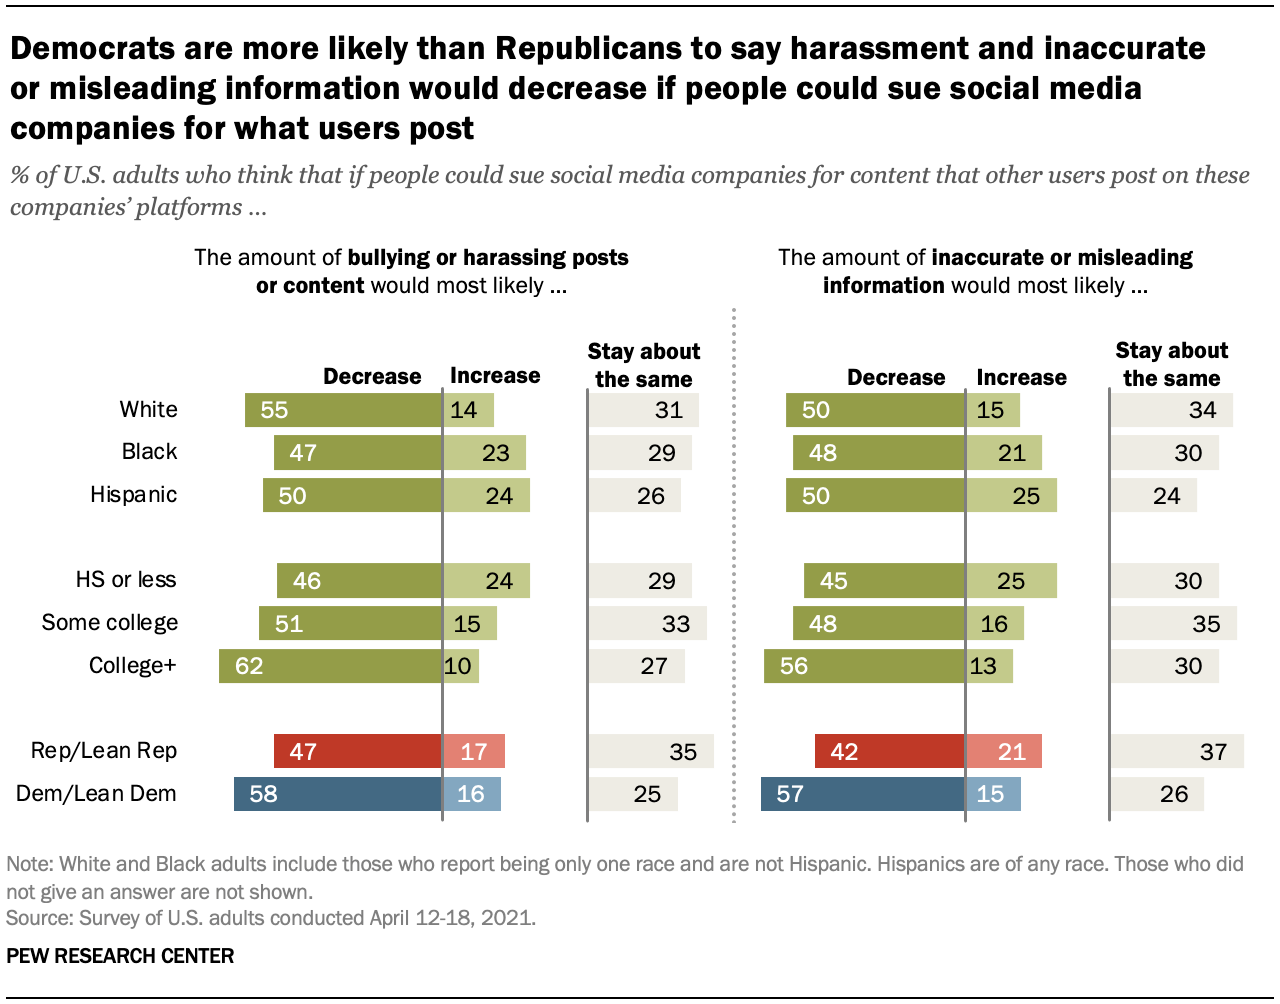 Democrats are more likely than Republicans to say harassment and inaccurate
or misleading information would decrease if people could sue social media
companies for what users post
% of U.S. adults who think that if people could sue social media companies for content that other users post on these
companies’ platforms ...
The amount of bullying or harassing posts
or content would most likely ...
The amount of inaccurate or misleading
information would most likely ...
Decrease Increase Stay about
the same
Decrease Increase Stay about
the same
White 55 14 31 50 15 34
Black 47 23 29 48 21 30
Hispanic 50 24 26 50 25 24
HS or less 46 24 29 45 25 30
Some college 51 15 33 48 16 35
College+ 62 10 27 56 13 30
Rep/Lean Rep 47 17 35 42 21 37
Dem/Lean Dem 58 16 25 57 15 26
Note: White and Black adults include those who report being only one race and are not Hispanic. Hispanics are of any race. Those who did
not give an answer are not shown.
Source: Survey of U.S. adults conducted April 12-18, 2021.
PEW RESEARCH CENTER